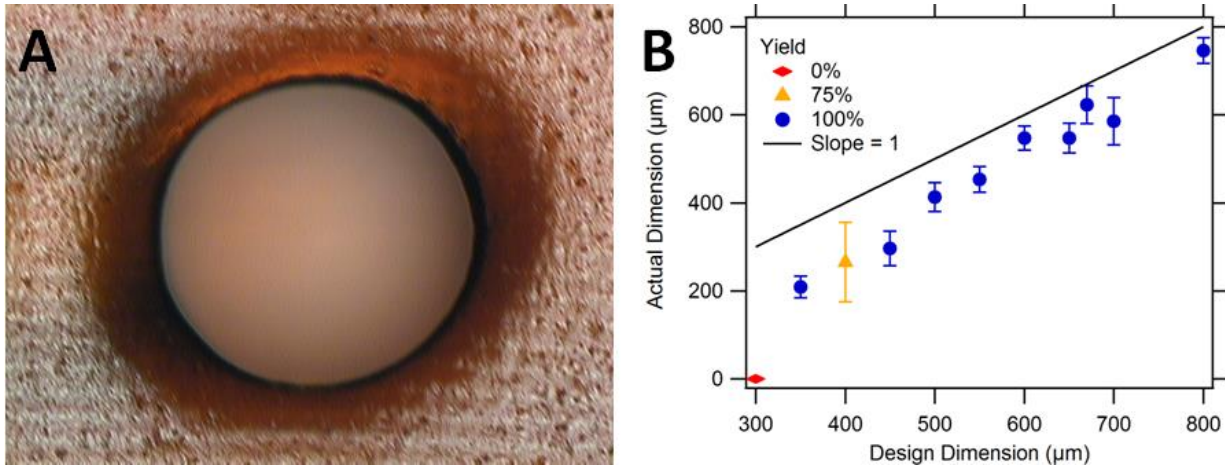 A
B
Yield
0%
75%
100%
Slope = 1
Actual Dimension (µm)
800
600
400
200
0
300 400 500 600 700 800
Design Dimension (µm)